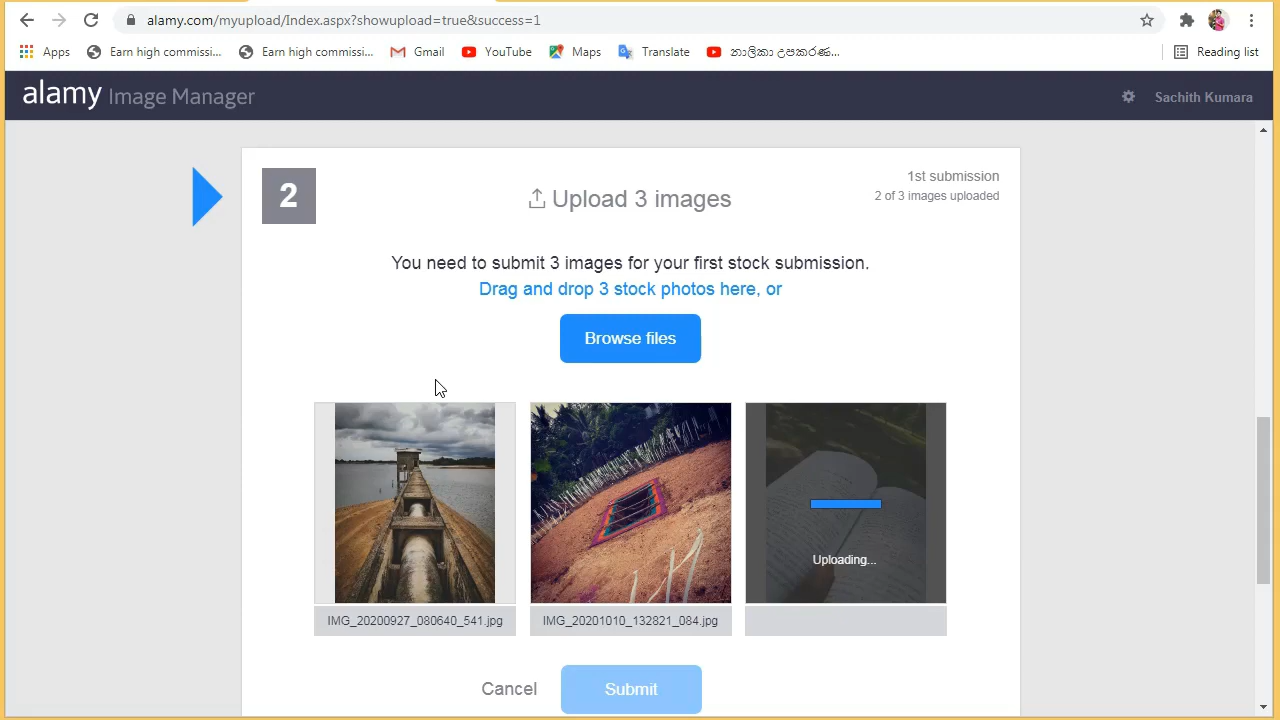 alamy.com/myupload/Index.aspx?showupload=true&success=1
Apps Earn high commissi... Earn high commissi... Gmail YouTube Maps Translate නාලිකා උපකරණ... Reading list
alamy Image Manager Sachith Kumara
2
Upload 3 images
1st submission
2 of 3 images uploaded
You need to submit 3 images for your first stock submission.
Drag and drop 3 stock photos here, or
Browse files
Uploading...
IMG_20200927_080640_541.jpg IMG_20201010_132821_084.jpg
Cancel Submit